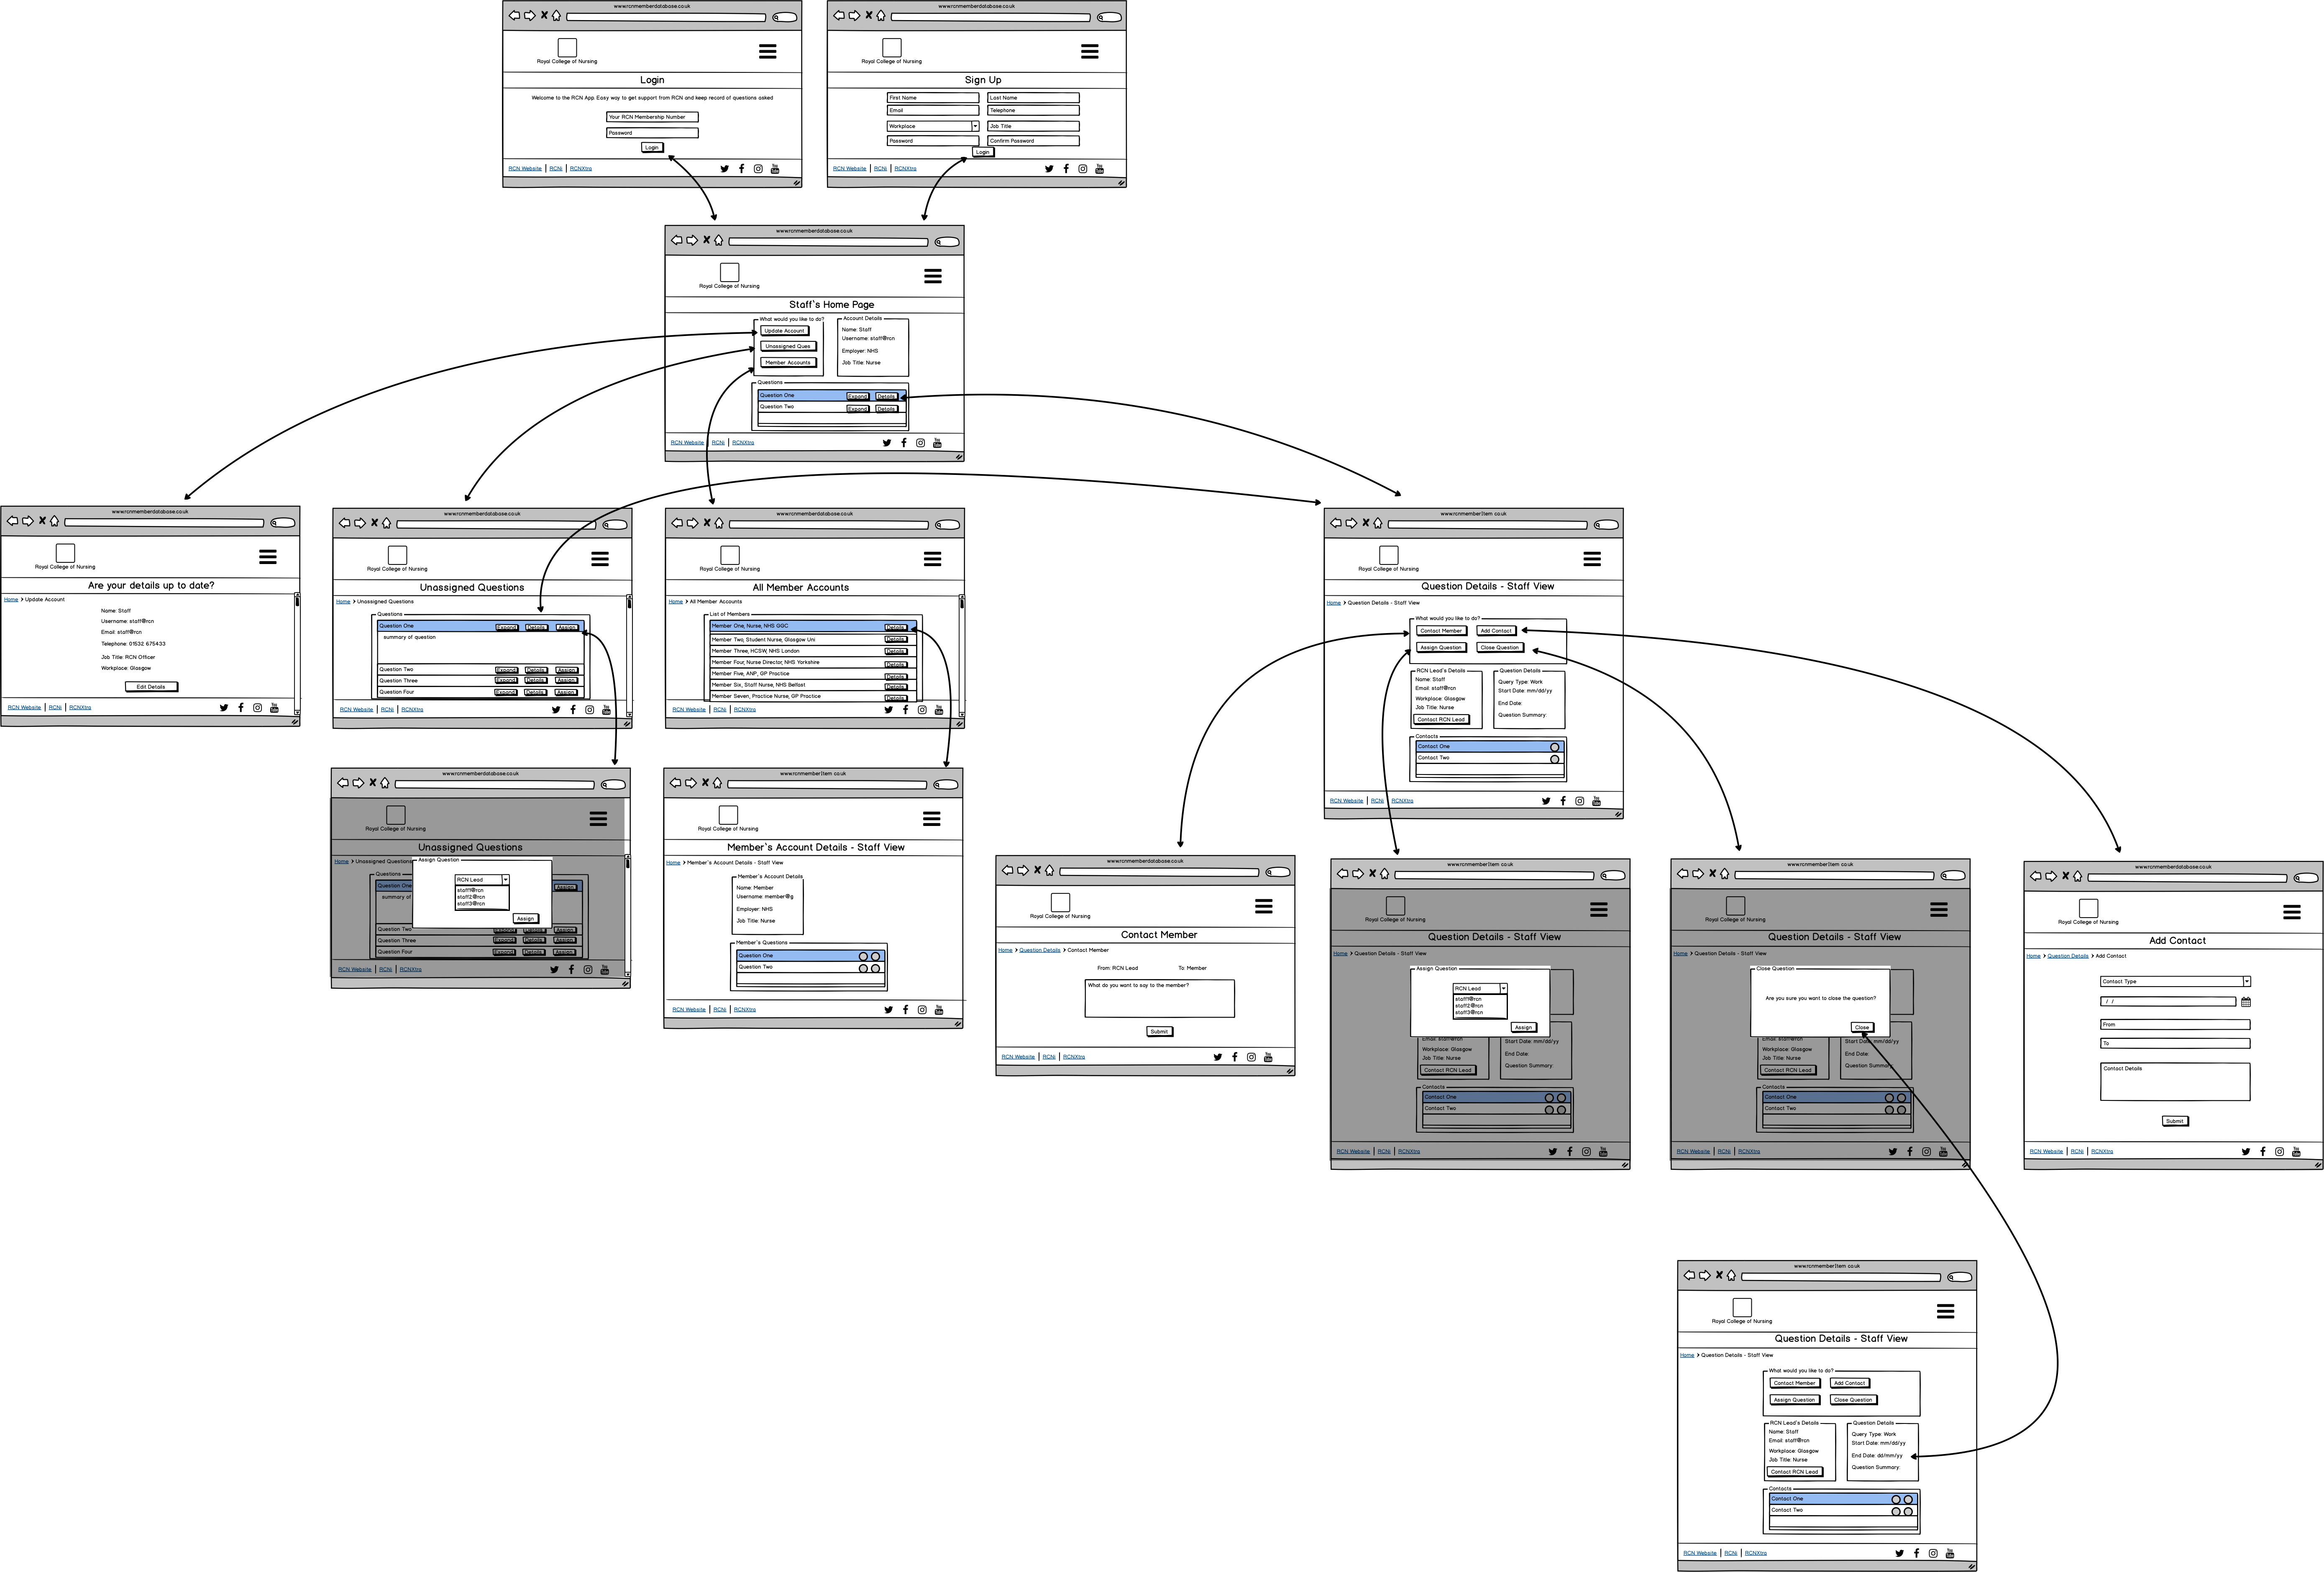 www.rcnmemberdatabase.co.uk
Royal College of Nursing
Login
Welcome to the RCN App. Easy way to get support from RCN and keep record of questions asked
Your RCN Membership Number
Password
Login
RCN Website | RCNi | RCNXtra
www.rcnmemberdatabase.co.uk
Royal College of Nursing
Sign Up
First Name Last Name
Email Telephone
Workplace Job Title
Password Confirm Password
Login
RCN Website | RCNi | RCNXtra
www.rcnmemberdatabase.co.uk
Royal College of Nursing
Staff's Home Page
What would you like to do?
Update Account
Unassigned Ques
Member Accounts
Account Details
Name: Staff
Username: staff@rcn
Employer: NHS
Job Title: Nurse
Questions
Question One Expand Details
Question Two Expand Details
RCN Website | RCNi | RCNXtra
www.rcnmemberdatabase.co.uk
Royal College of Nursing
Are your details up to date?
Home > Update Account
Name: Staff
Username: staff@rcn
Email: staff@rcn
Telephone: 01532 675433
Job Title: RCN Officer
Workplace: Glasgow
Edit Details
RCN Website | RCNi | RCNXtra
www.rcnmemberdatabase.co.uk
Royal College of Nursing
Unassigned Questions
Home > Unassigned Questions
Questions
Question One Expand Details Assign
summary of question
Question Two Expand Details Assign
Question Three Expand Details Assign
Question Four Expand Details Assign
RCN Website | RCNi | RCNXtra
www.rcnmemberdatabase.co.uk
Royal College of Nursing
All Member Accounts
Home > All Member Accounts
List of Members
Member One, Nurse, NHS GGC Details
Member Two, Student Nurse, Glasgow Uni Details
Member Three, HCSW, NHS London Details
Member Four, Nurse Director, NHS Yorkshire Details
Member Five, ANP, GP Practice Details
Member Six, Staff Nurse, NHS Belfast Details
Member Seven, Practice Nurse, GP Practice Details
RCN Website | RCNi | RCNXtra
www.rcnmember1tem co.uk
Royal College of Nursing
Question Details - Staff View
Home > Question Details - Staff View
What would you like to do?
Contact Member Add Contact
Assign Question Close Question
RCN Lead's Details
Name: Staff
Email: staff@rcn
Workplace: Glasgow
Job Title: Nurse
Contact RCN Lead
Question Details
Query Type: Work
Start Date: mm/dd/yy
End Date:
Question Summary:
Contacts
Contact One
Contact Two
RCN Website | RCNi | RCNXtra
www.rcnmemberdatabase.co.uk
Royal College of Nursing
Unassigned Questions
Home > Unassigned Questions
Assign Question
RCN Lead
staff1@rcn
staff2@rcn
staff3@rcn
Assign
Questions
Question One Assign
summary of
Question Two Expand Details Assign
Question Three Expand Details Assign
Question Four Expand Details Assign
RCN Website | RCNi | RCNXtra
www.rcnmember1tem co.uk
Royal College of Nursing
Member's Account Details - Staff View
Home > Member's Account Details - Staff View
Member's Account Details
Name: Member
Username: member@g
Employer: NHS
Job Title: Nurse
Member's Questions
Question One
Question Two
RCN Website | RCNi | RCNXtra
www.rcnmemberdatabase.co.uk
Royal College of Nursing
Contact Member
Home > Question Details > Contact Member
From: RCN Lead To: Member
What do you want to say to the member?
Submit
RCN Website | RCNi | RCNXtra
www.rcnmember1tem co.uk
Royal College of Nursing
Question Details - Staff View
Home > Question Details - Staff View
Assign Question
RCN Lead
staff1@rcn
staff2@rcn
staff3@rcn
Assign
Email: staff@rcn
Workplace: Glasgow
Job Title: Nurse
Contact RCN Lead
Start Date: mm/dd/yy
End Date:
Question Summary:
Contacts
Contact One
Contact Two
RCN Website | RCNi | RCNXtra
www.rcnmember1tem co.uk
Royal College of Nursing
Question Details - Staff View
Home > Question Details - Staff View
Close Question
Are you sure you want to close the question?
Close
Email: staff@rcn
Workplace: Glasgow
Job Title: Nurse
Contact RCN Lead
Start Date: mm/dd/yy
End Date:
Question Summary:
Contacts
Contact One
Contact Two
RCN Website | RCNi | RCNXtra
www.rcnmemberdatabase.co.uk
Royal College of Nursing
Add Contact
Home > Question Details > Add Contact
Contact Type
/ /
From
To
Contact Details
Submit
RCN Website | RCNi | RCNXtra
www.rcnmember1tem co.uk
Royal College of Nursing
Question Details - Staff View
Home > Question Details - Staff View
What would you like to do?
Contact Member Add Contact
Assign Question Close Question
RCN Lead's Details
Name: Staff
Email: staff@rcn
Workplace: Glasgow
Job Title: Nurse
Contact RCN Lead
Question Details
Query Type: Work
Start Date: mm/dd/yy
End Date: dd/mm/yy
Question Summary:
Contacts
Contact One
Contact Two
RCN Website | RCNi | RCNXtra